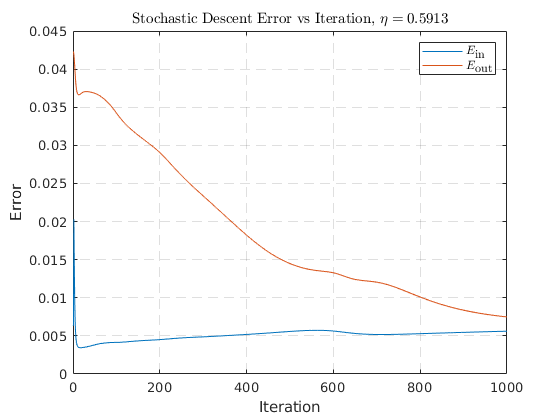 Stochastic Descent Error vs Iteration, η = 0.5913
0.045
0.04
0.035
0.03
0.025
0.02
0.015
0.01
0.005
0
Error
E_in
E_out
0 200 400 600 800 1000
Iteration